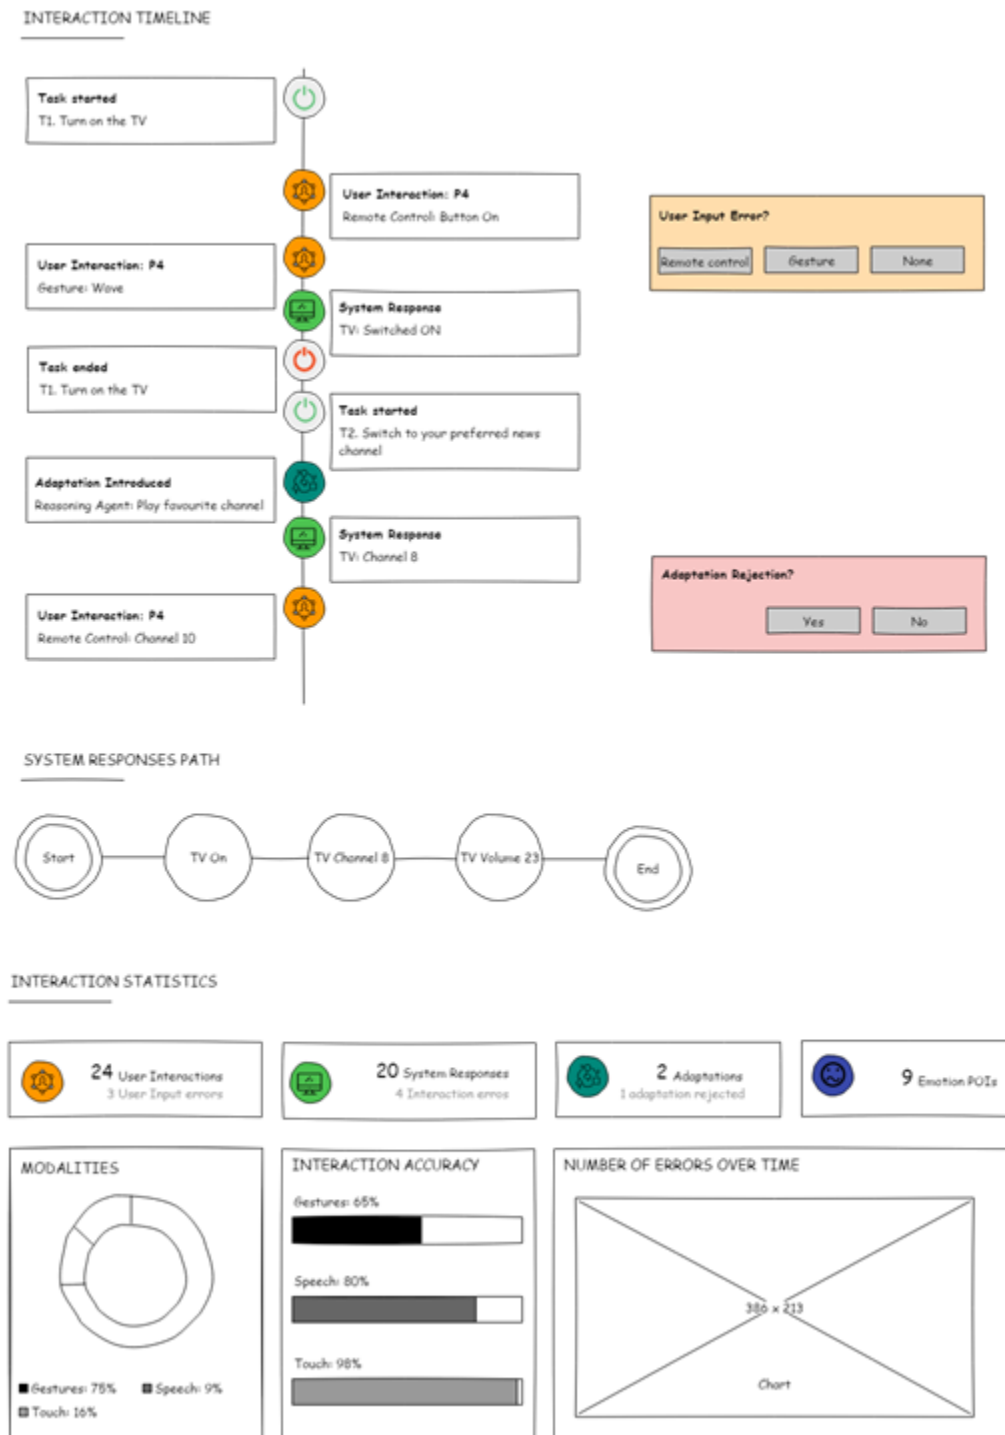 INTERACTION TIMELINE
Task started
T1. Turn on the TV
User Interaction: P4
Remote Control: Button On
User Input Error?
Remote control
Gesture
None
User Interaction: P4
Gesture: Wave
System Response
TV: Switched ON
Task ended
T1. Turn on the TV
Task started
T2. Switch to your preferred news
channel
Adaptation Introduced
Reasoning Agent: Play favourite channel
System Response
TV: Channel 8
Adaptation Rejection?
Yes
No
User Interaction: P4
Remote Control: Channel 10
SYSTEM RESPONSES PATH
Start
TV On
TV Channel 8
TV Volume 23
End
INTERACTION STATISTICS
24 User Interactions
3 User Input errors
20 System Responses
4 Interaction erros
2 Adaptations
1 adaptation rejected
9 Emotion POIs
MODALITIES
Gestures: 75%
Speech: 9%
Touch: 16%
INTERACTION ACCURACY
Gestures: 65%
Speech: 80%
Touch: 98%
NUMBER OF ERRORS OVER TIME
386 x 213
Chart